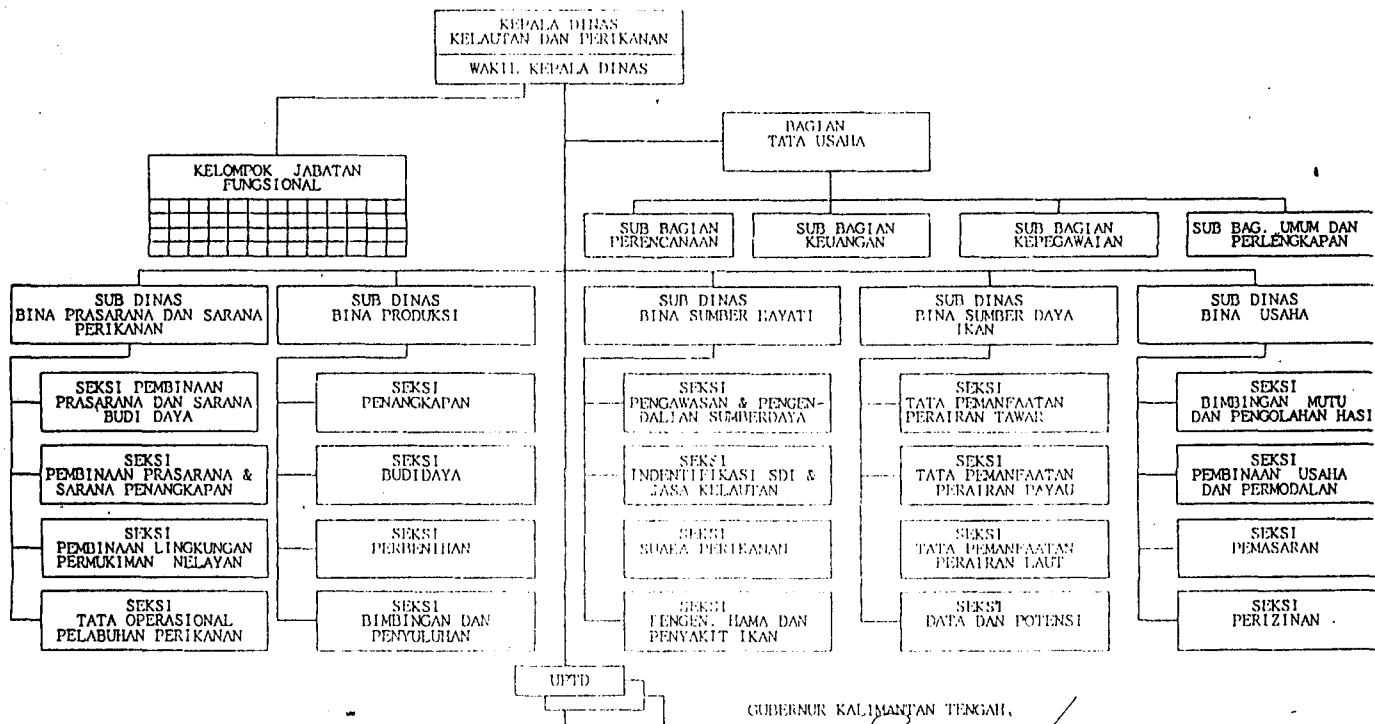 KEPALA DINAS
KELAUTAN DAN PERIKANAN
WAKIL KEPALA DINAS
BAGIAN
TATA USAHA
KELOMPOK JABATAN
FUNGSIONAL
SUB BAGIAN
PERENCANAAN
SUB BAGIAN
KEUANGAN
SUB BAGIAN
KEPEGAWAIAN
SUB BAG. UMUM DAN
PERLENGKAPAN
SUB DINAS
BINA PRASARANA DAN SARANA
PERIKANAN
SUB DINAS
BINA PRODUKSI
SUB DINAS
BINA SUMBER HAYATI
SUB DINAS
BINA SUMBER DAYA
IKAN
SUB DINAS
BINA USAHA
SEKSI PEMBINAAN
PRASARANA DAN SARANA
BUDI DAYA
SEKSI
PEMBINAAN PRASARANA &
SARANA PENANGKAPAN
SEKSI
PEMBINAAN LINGKUNGAN
PERMUKIMAN NELAYAN
SEKSI
TATA OPERASIONAL
PELABUHAN PERIKANAN
SEKSI
PENANGKAPAN
SEKSI
BUDIDAYA
SEKSI
PERBENIHAN
SEKSI
BIMBINGAN DAN
PENYULUHAN
SEKSI
PENGAWASAN & PENGEN-
DALIAN SUMBERDAYA
SEKSI
INDENTIFIKASI SDI &
JASA KELAUTAN
SEKSI
SUAKA PERIKANAN
SEKSI
PENGEN. HAMA DAN
PENYAKIT IKAN
SEKSI
TATA PEMANFAATAN
PERAIRAN TAWAR
SEKSI
TATA PEMANFAATAN
PERAIRAN PAYAU
SEKSI
TATA PEMANFAATAN
PERAIRAN LAUT
SEKSI
DATA DAN POTENSI
SEKSI
BIMBINGAN MUTU
DAN PENGOLAHAN HASI
SEKSI
PEMBINAAN USAHA
DAN PERMODALAN
SEKSI
PEMASARAN
SEKSI
PERIZINAN
UPTD
GUBERNUR KALIMANTAN TENGAH,